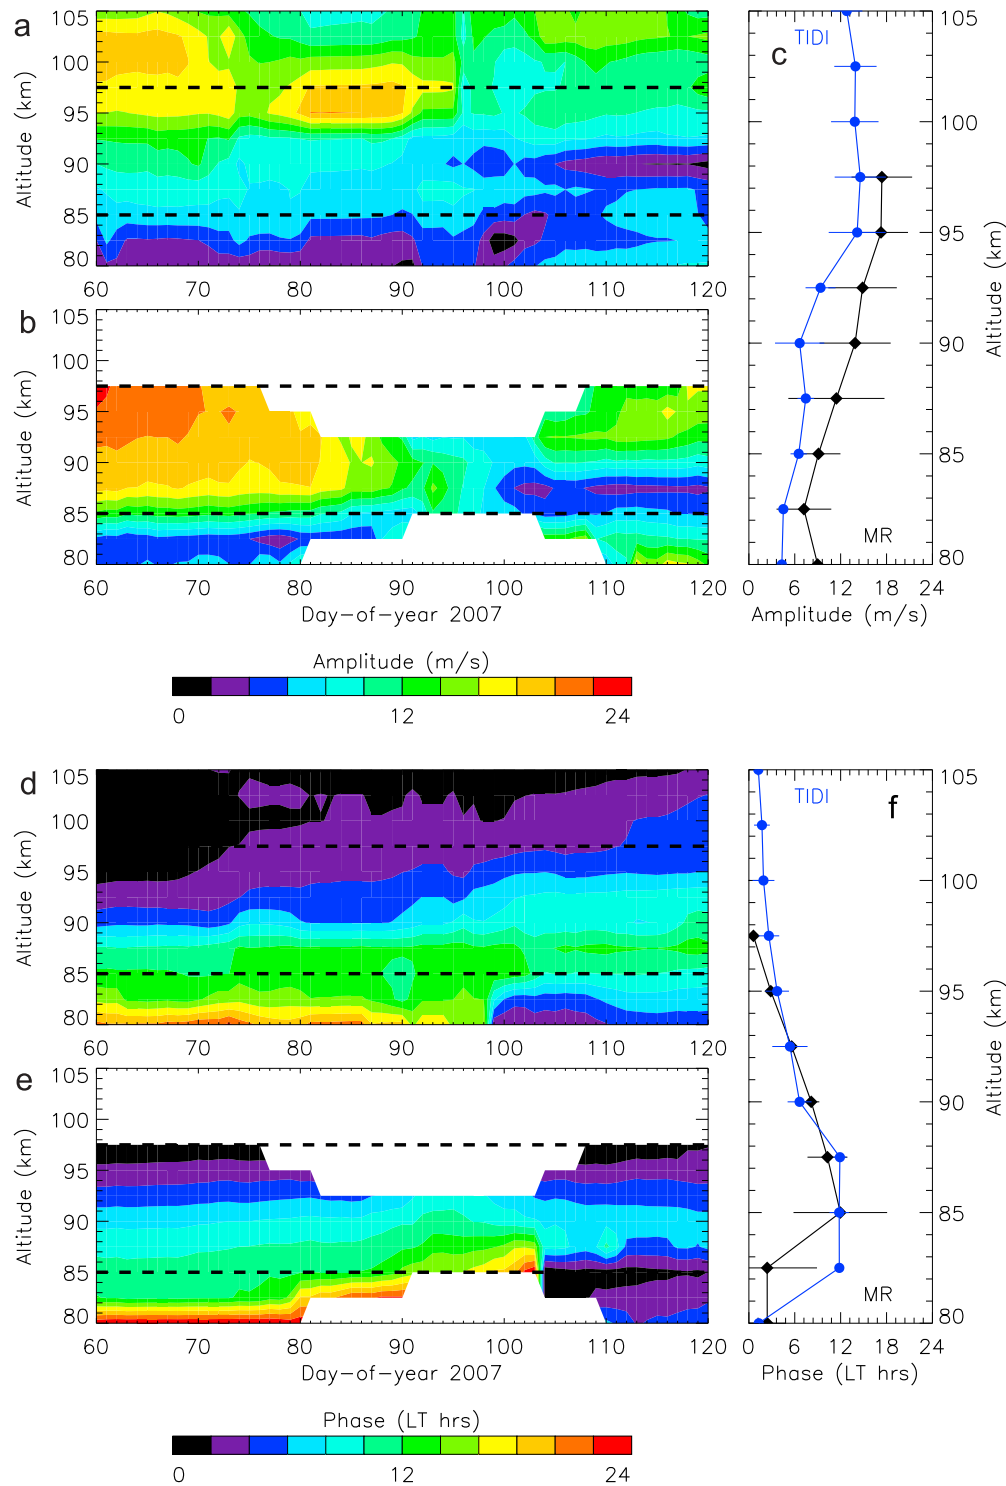 a
Altitude (km)
105
100
95
90
85
80
60 70 80 90 100 110 120
b
Altitude (km)
105
100
95
90
85
80
60 70 80 90 100 110 120
Day-of-year 2007
c
TIDI
MR
105
100
95
90
85
80
Altitude (km)
0 6 12 18 24
Amplitude (m/s)
Amplitude (m/s)
0 12 24
d
Altitude (km)
105
100
95
90
85
80
60 70 80 90 100 110 120
e
Altitude (km)
105
100
95
90
85
80
60 70 80 90 100 110 120
Day-of-year 2007
f
TIDI
MR
105
100
95
90
85
80
Altitude (km)
0 6 12 18 24
Phase (LT hrs)
Phase (LT hrs)
0 12 24